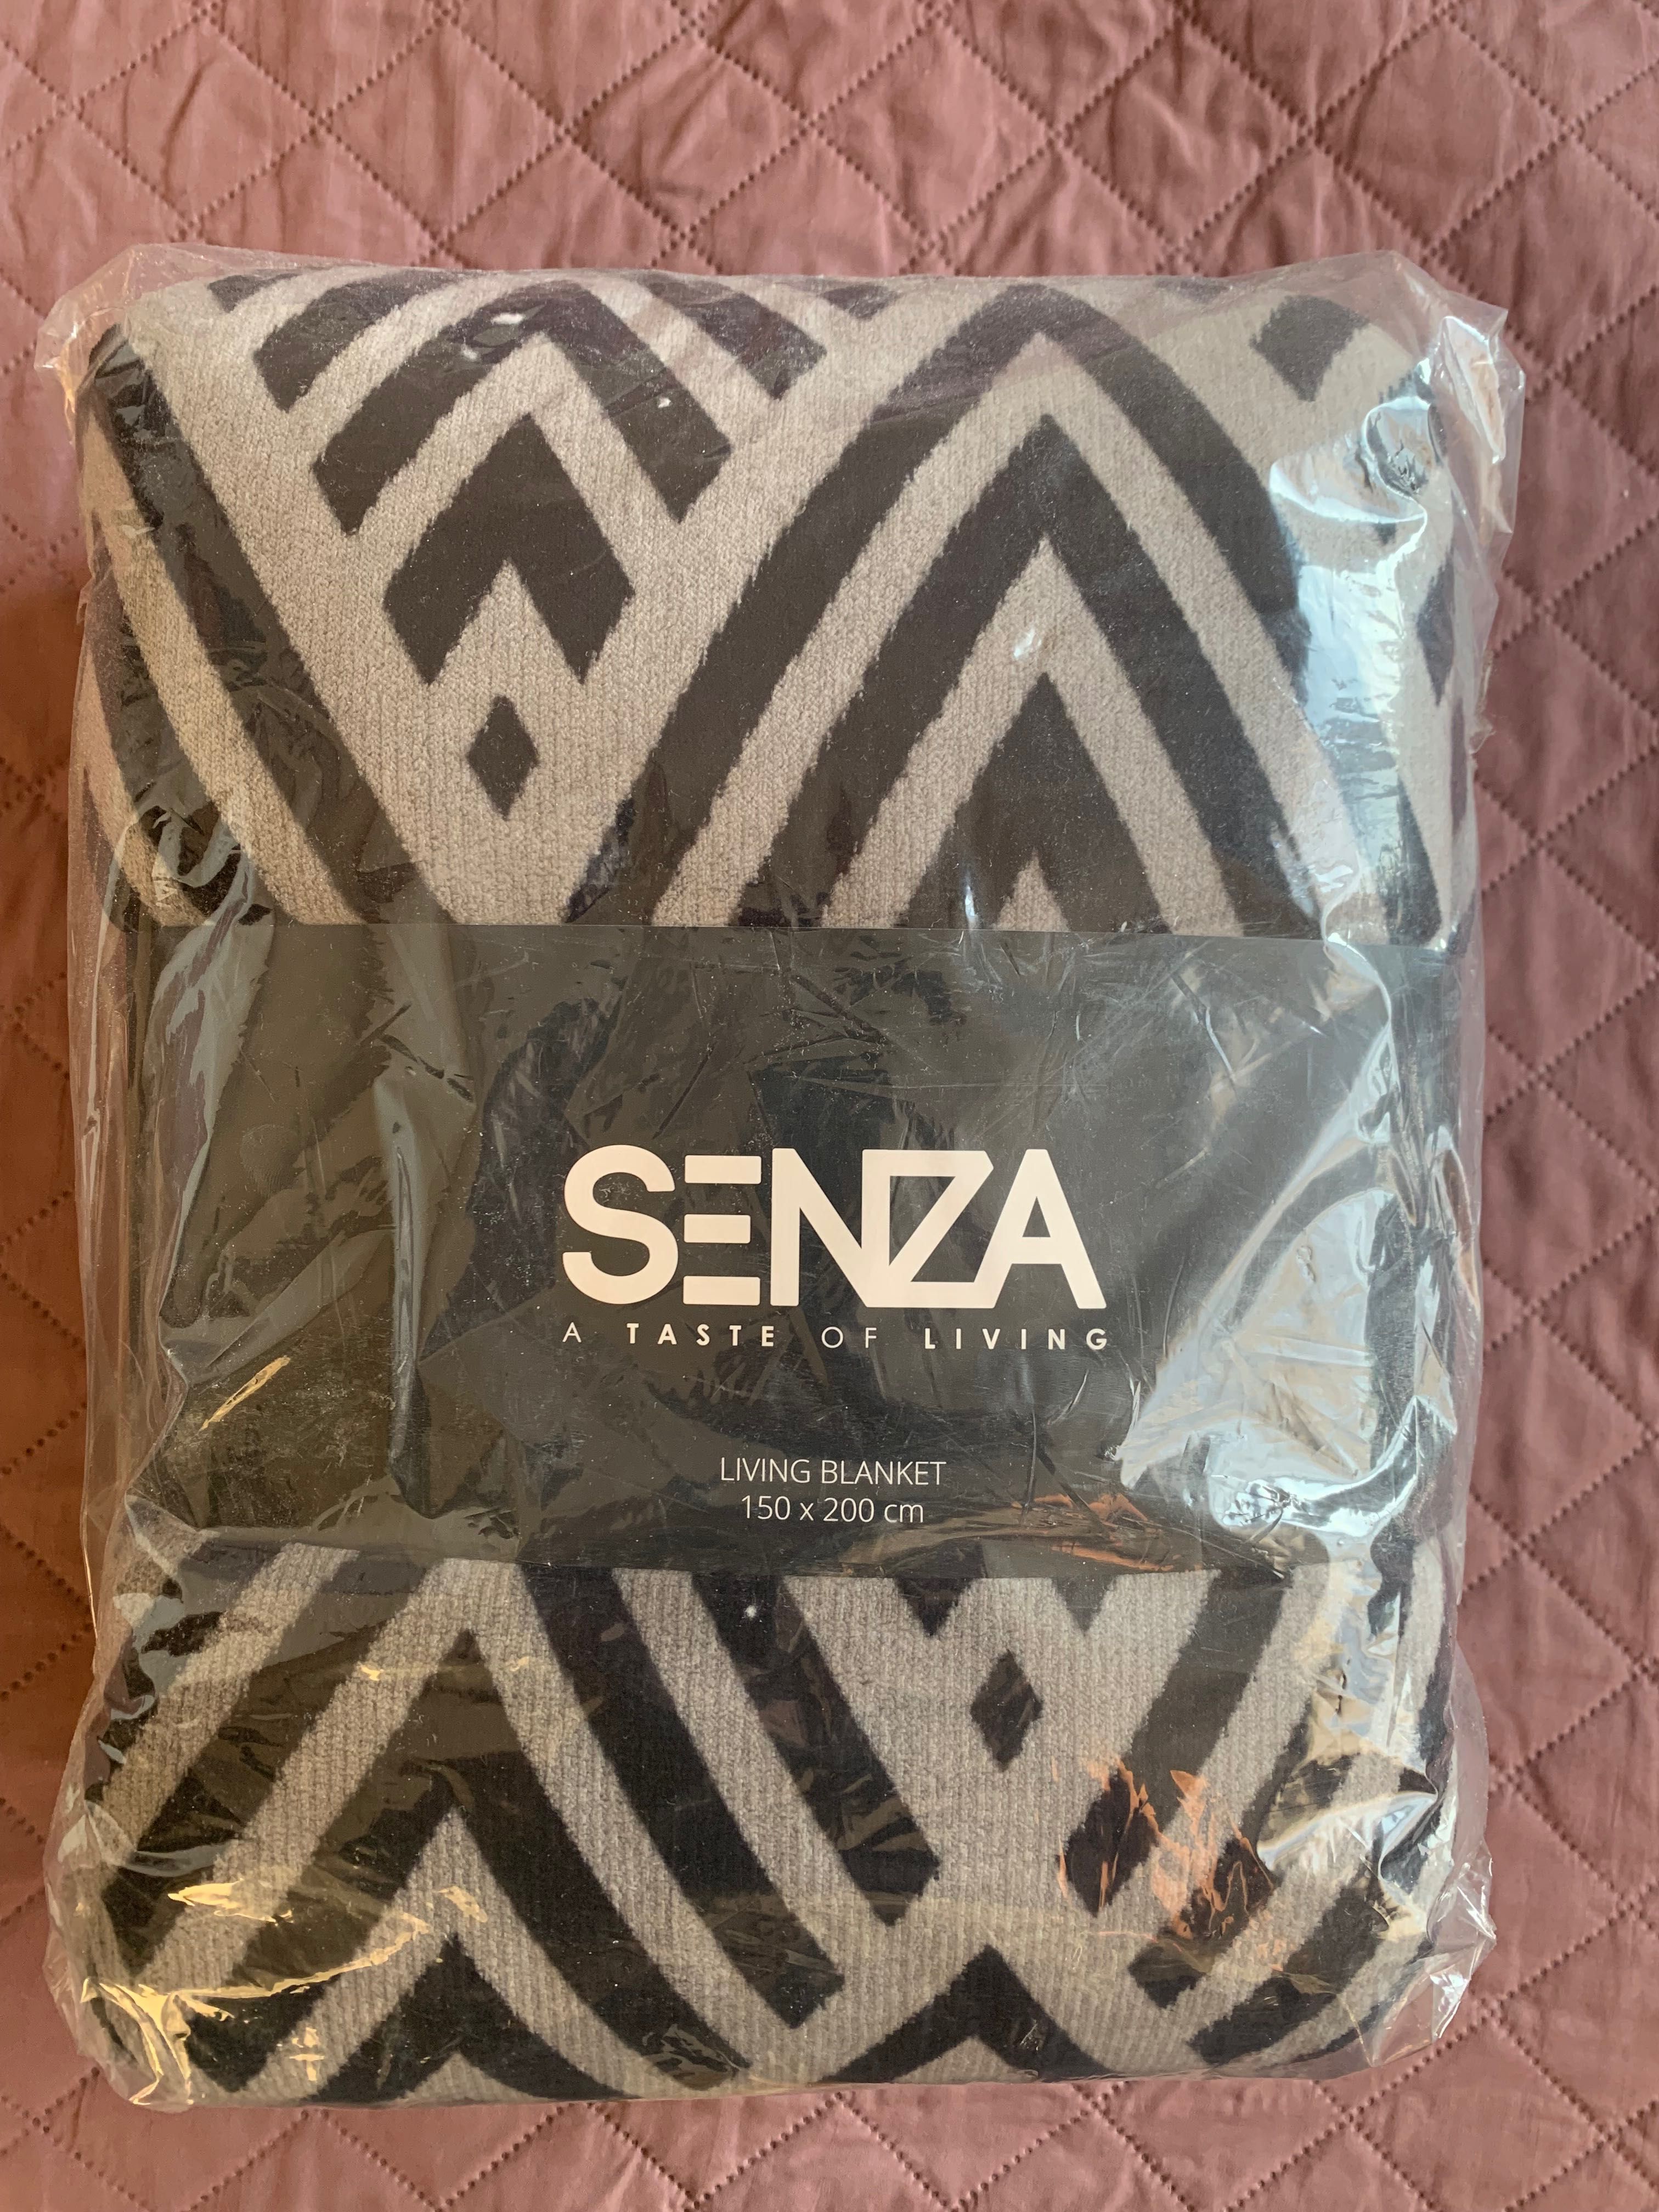 SENZA
A TASTE OF LIVING
LIVING BLANKET
150 x 200 cm